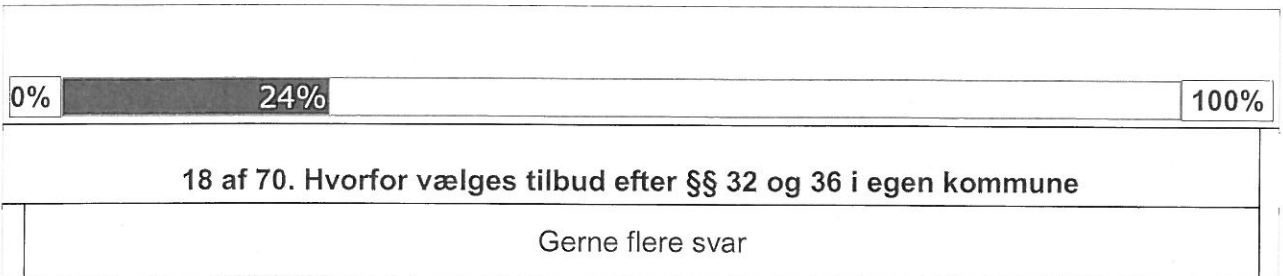 0% 24% 100%
18 af 70. Hvorfor vælges tilbud efter §§ 32 og 36 i egen kommune
Gerne flere svar